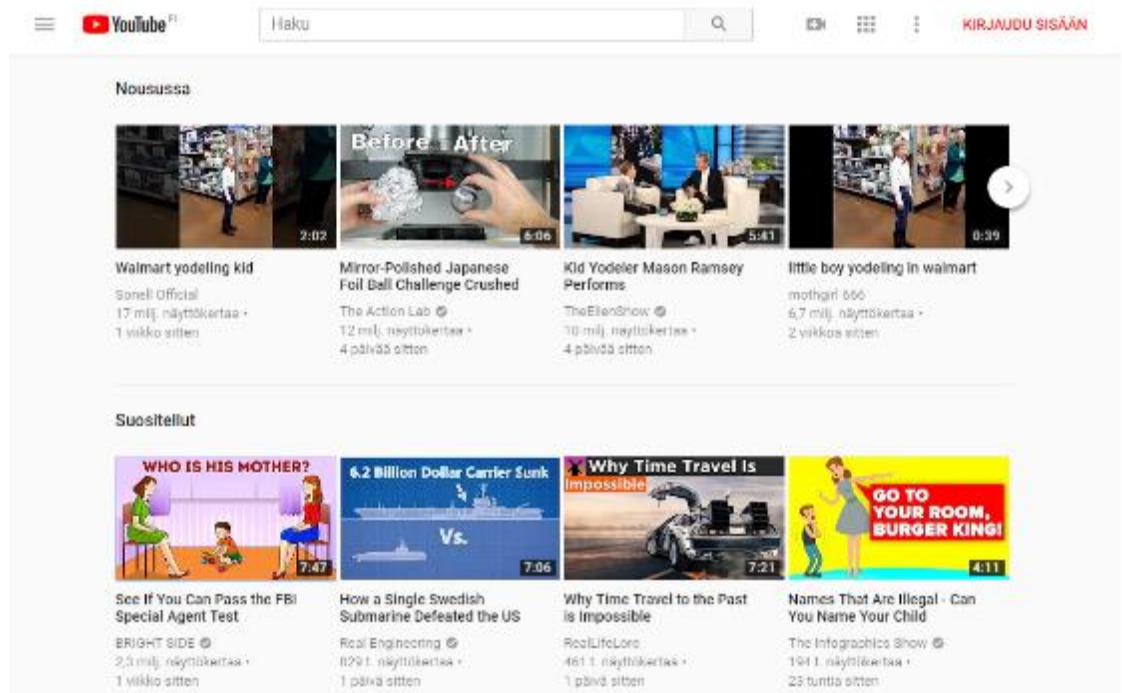 YouTube FI
Haku
KIRJAUDU SISÄÄN
Nousussa
Before After
2:02
6:06
5:41
0:39
Walmart yodeling kid
Sonell Official
17 milj. näyttökertaa •
1 viikko sitten
Mirror-Polished Japanese
Foil Ball Challenge Crushed
The Action Lab
12 milj. näyttökertaa •
4 päivää sitten
Kid Yodeler Mason Ramsey
Performs
TheEllenShow
10 milj. näyttökertaa •
4 päivää sitten
little boy yodeling in walmart
mothgirl 666
6,7 milj. näyttökertaa •
2 viikkoa sitten
Suositellut
WHO IS HIS MOTHER?
7:47
6.2 Billion Dollar Carrier Sunk
Vs.
7:06
Why Time Travel Is
Impossible
7:21
GO TO
YOUR ROOM,
BURGER KING!
4:11
See If You Can Pass the FBI
Special Agent Test
BRIGHT SIDE
2,3 milj. näyttökertaa •
1 viikko sitten
How a Single Swedish
Submarine Defeated the US
Real Engineering
829 t. näyttökertaa •
1 päivä sitten
Why Time Travel to the Past
is Impossible
RealLifeLore
461 t. näyttökertaa •
1 päivä sitten
Names That Are Illegal - Can
You Name Your Child
The Infographics Show
194 t. näyttökertaa •
23 tuntia sitten